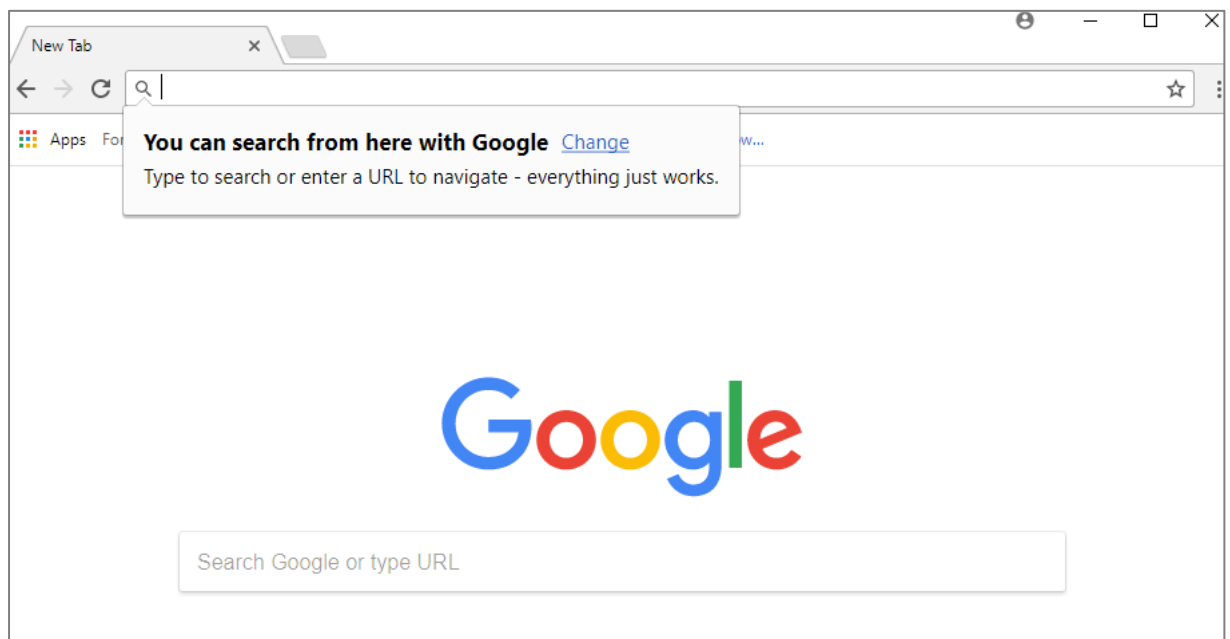 New Tab
Apps For
You can search from here with Google Change
Type to search or enter a URL to navigate - everything just works.
Google
Search Google or type URL